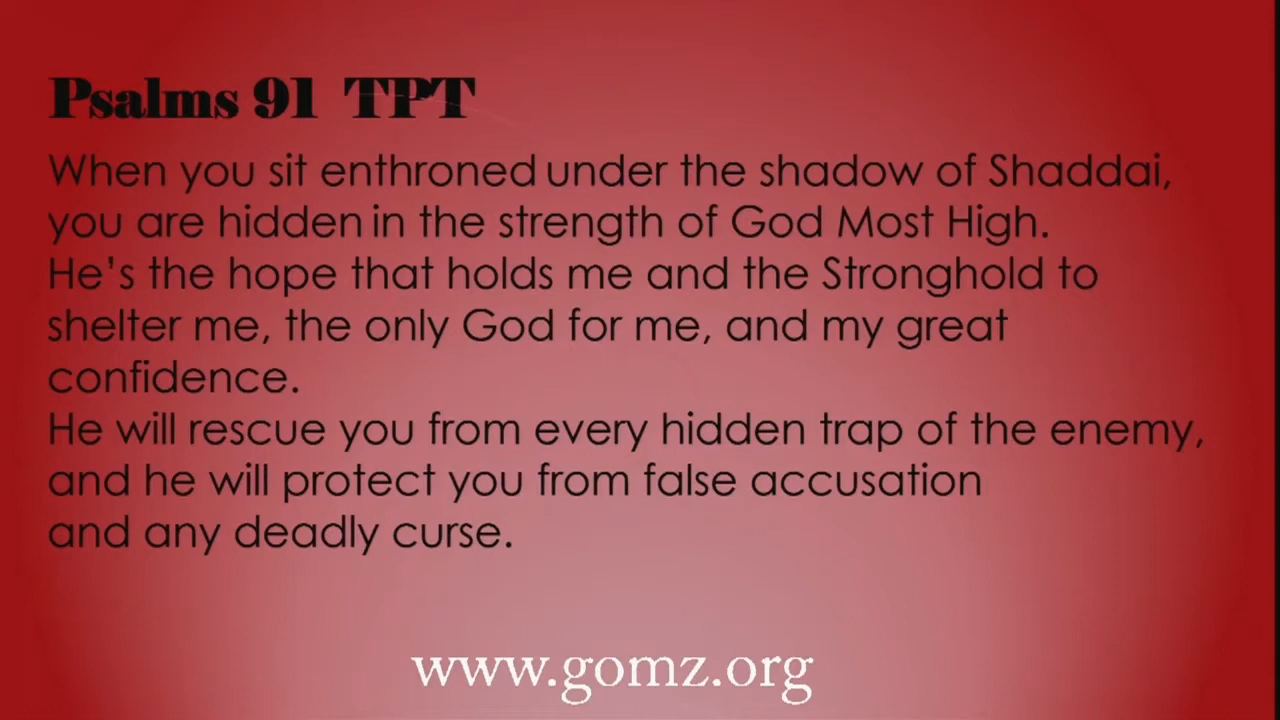 Psalms 91 TPT
When you sit enthroned under the shadow of Shaddai,
you are hidden in the strength of God Most High.
He's the hope that holds me and the Stronghold to
shelter me, the only God for me, and my great
confidence.
He will rescue you from every hidden trap of the enemy,
and he will protect you from false accusation
and any deadly curse.
www.gomz.org